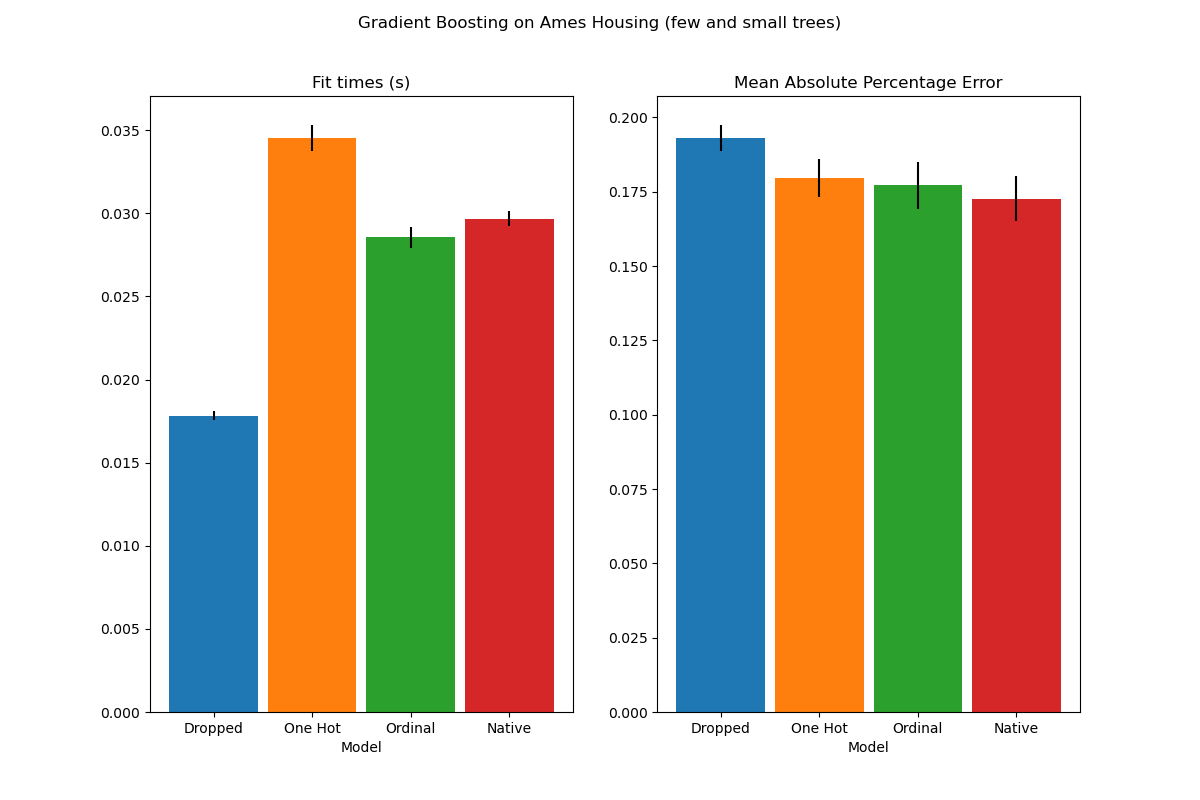 Gradient Boosting on Ames Housing (few and small trees)
Fit times (s)
0.035
0.030
0.025
0.020
0.015
0.010
0.005
0.000
Dropped One Hot Ordinal Native
Model
Mean Absolute Percentage Error
0.200
0.175
0.150
0.125
0.100
0.075
0.050
0.025
0.000
Dropped One Hot Ordinal Native
Model